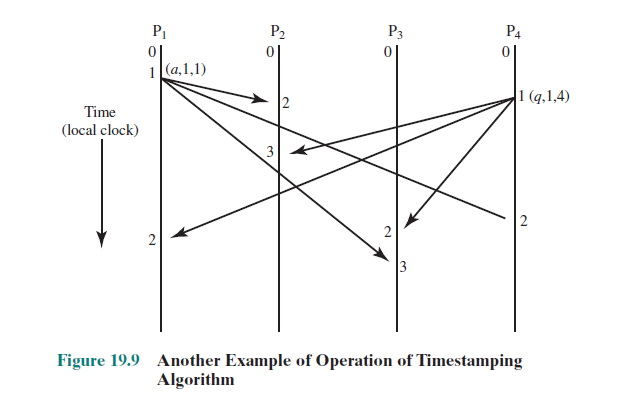 P1 P2 P3 P4
0 0 0 0
1 (a,1,1)
1 (q,1,4)
2
Time
(local clock)
3
2
2
2
3
Figure 19.9 Another Example of Operation of Timestamping
Algorithm